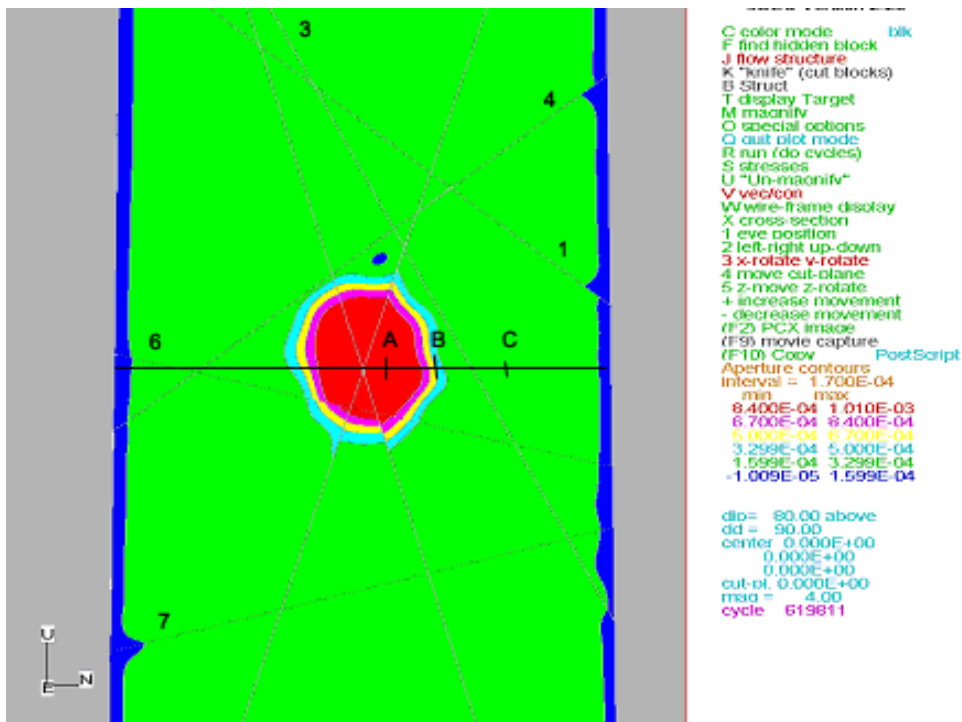 3
4
1
A B C
6
7
U
E N
C color mode blk
F find hidden block
J flow structure
K "knife" (cut blocks)
B Struct
T display Target
M magnify
O special options
Q quit plot mode
R run (do cycles)
S stresses
U "Un-magnify"
V vec/con
W wire-frame display
X cross-section
1 eye position
2 left-right up-down
3 x-rotate y-rotate
4 move cut-plane
5 z-move z-rotate
+ increase movement
- decrease movement
(F2) PCX image
(F9) movie capture
(F10) Copy PostScript
Aperture contours
interval = 1.700E-04
min max
8.400E-04 1.010E-03
6.700E-04 8.400E-04
5.000E-04 6.700E-04
3.299E-04 5.000E-04
1.599E-04 3.299E-04
-1.009E-05 1.599E-04
dip= 80.00 above
dd = 90.00
center 0.000E+00
0.000E+00
0.000E+00
cut-pl. 0.000E+00
mag = 4.00
cycle 619811